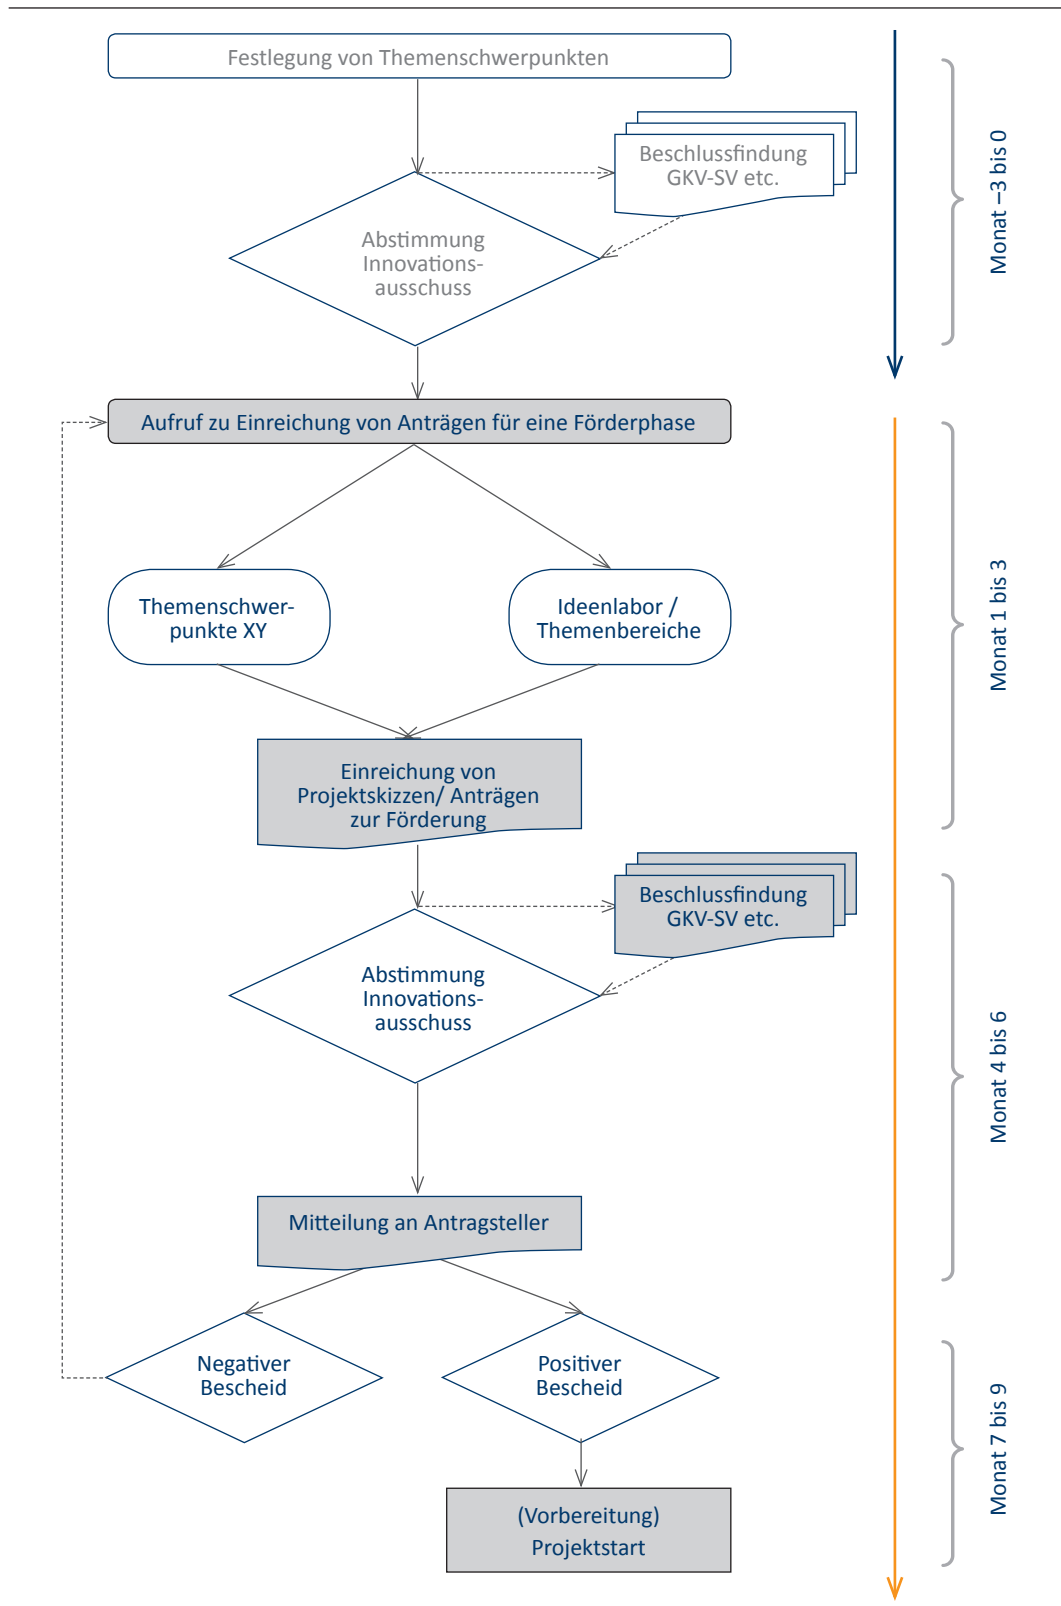 Festlegung von Themenschwerpunkten
Beschlussfindung
GKV-SV etc.
Abstimmung
Innovations-
ausschuss
Monat –3 bis 0
Aufruf zu Einreichung von Anträgen für eine Förderphase
Themenschwer-
punkte XY
Ideenlabor /
Themenbereiche
Monat 1 bis 3
Einreichung von
Projektskizzen/ Anträgen
zur Förderung
Beschlussfindung
GKV-SV etc.
Abstimmung
Innovations-
ausschuss
Monat 4 bis 6
Mitteilung an Antragsteller
Negativer
Bescheid
Positiver
Bescheid
Monat 7 bis 9
(Vorbereitung)
Projektstart